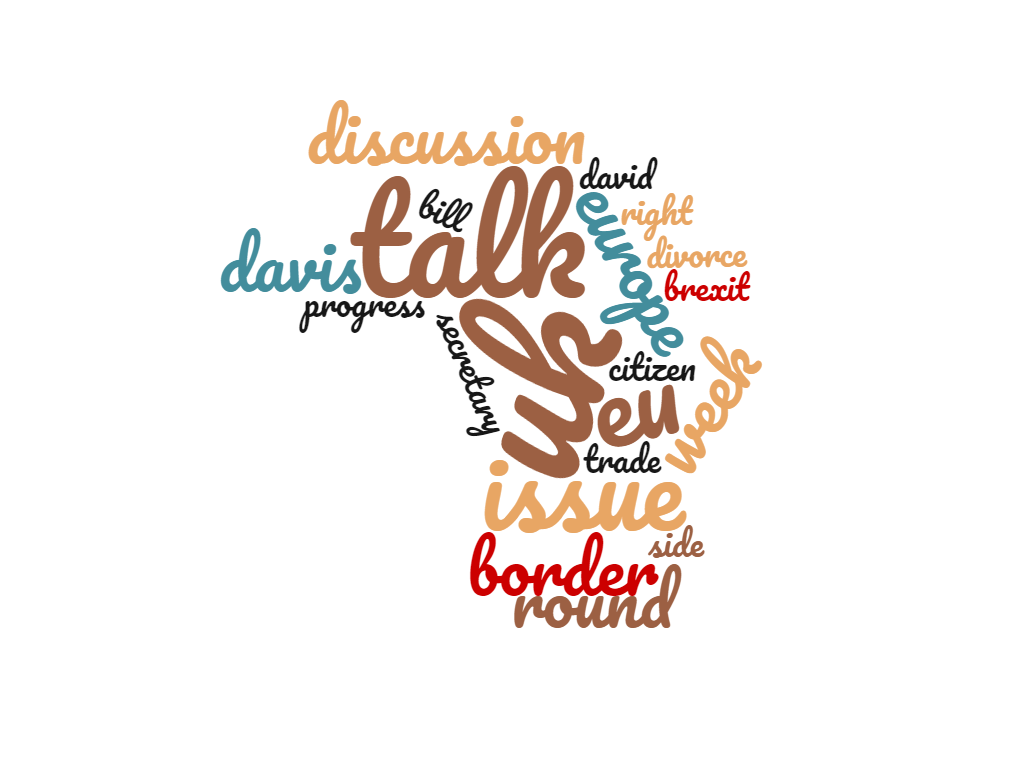 discussion
david
talk
bill
europe
right
davis
divorce
brexit
progress
secretary
uk
citizen
week
eu
trade
issue
side
border
round